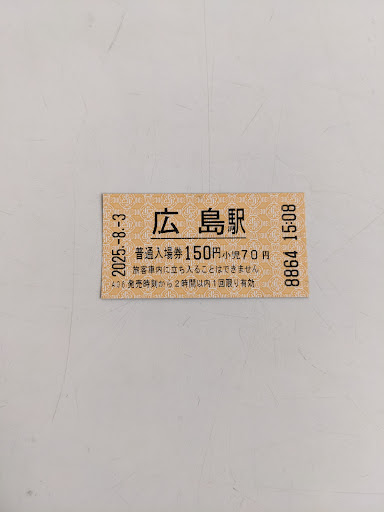 2025.-8.-3
広島駅
普通入場券150円小児70円
旅客車内に立ち入ることはできません
A36発売時刻から2時間以内1回限り有効
8864 15:08